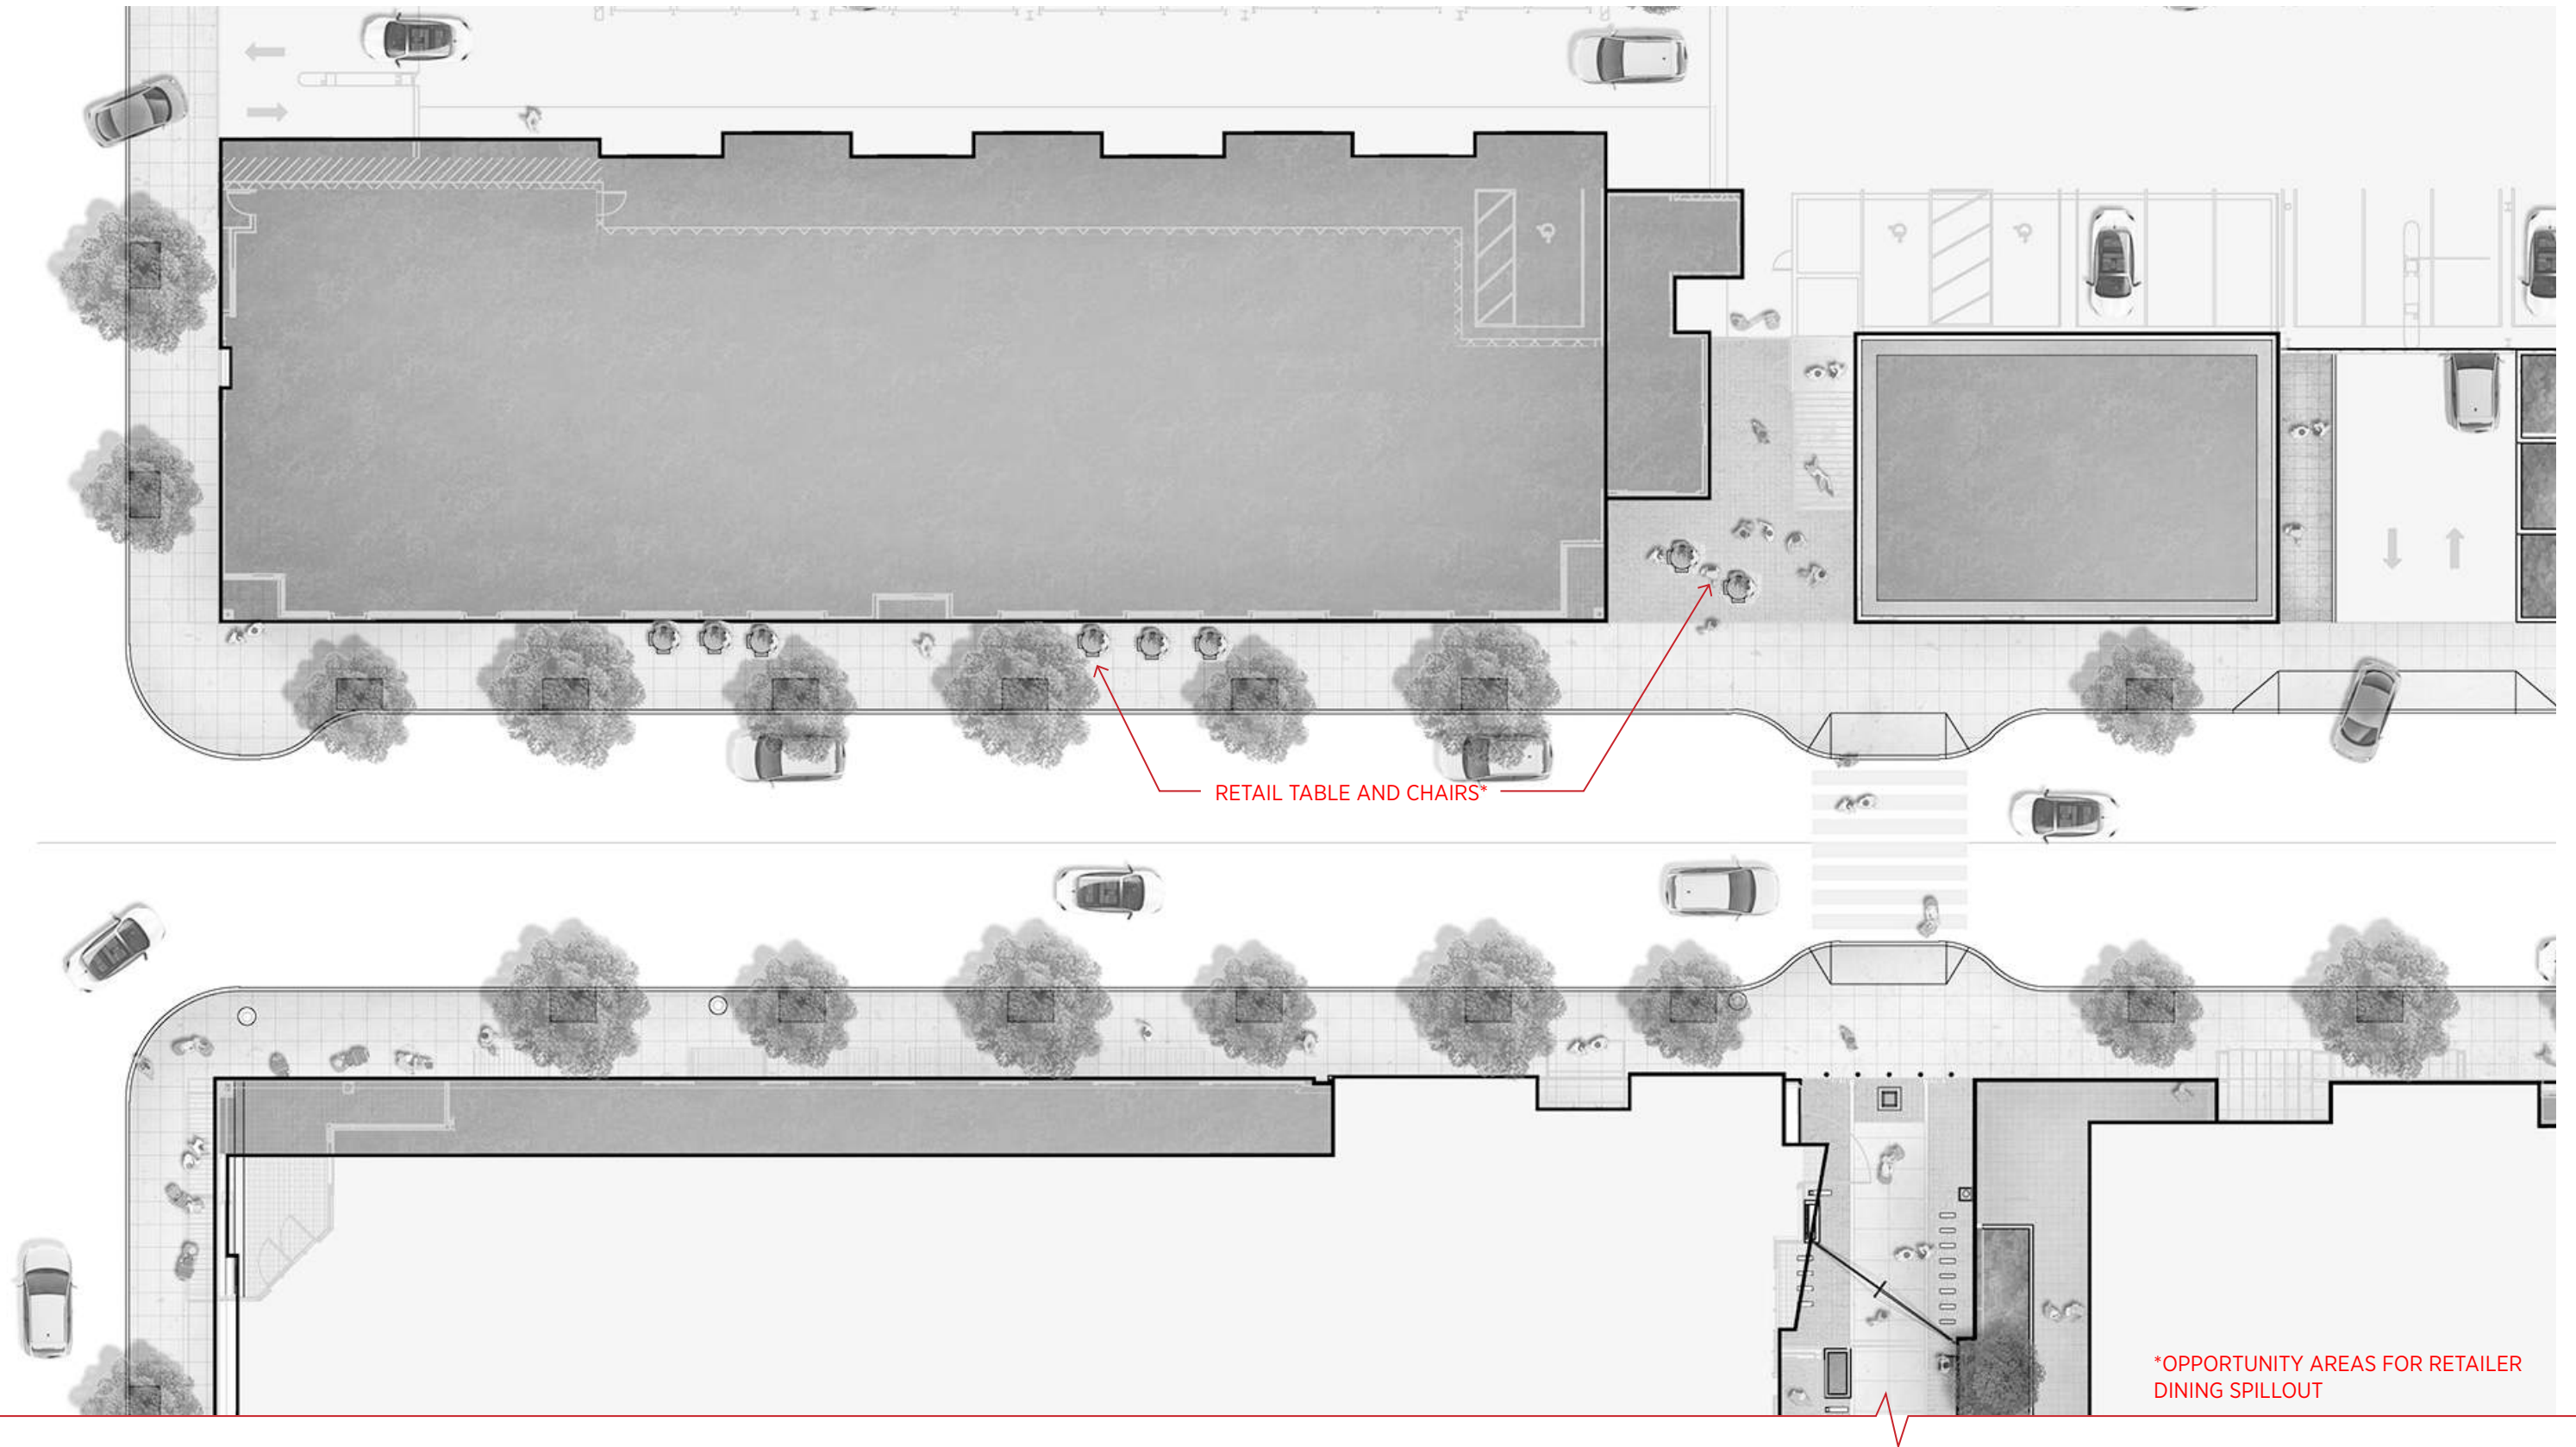 RETAIL TABLE AND CHAIRS*
*OPPORTUNITY AREAS FOR RETAILER
DINING SPILLOUT